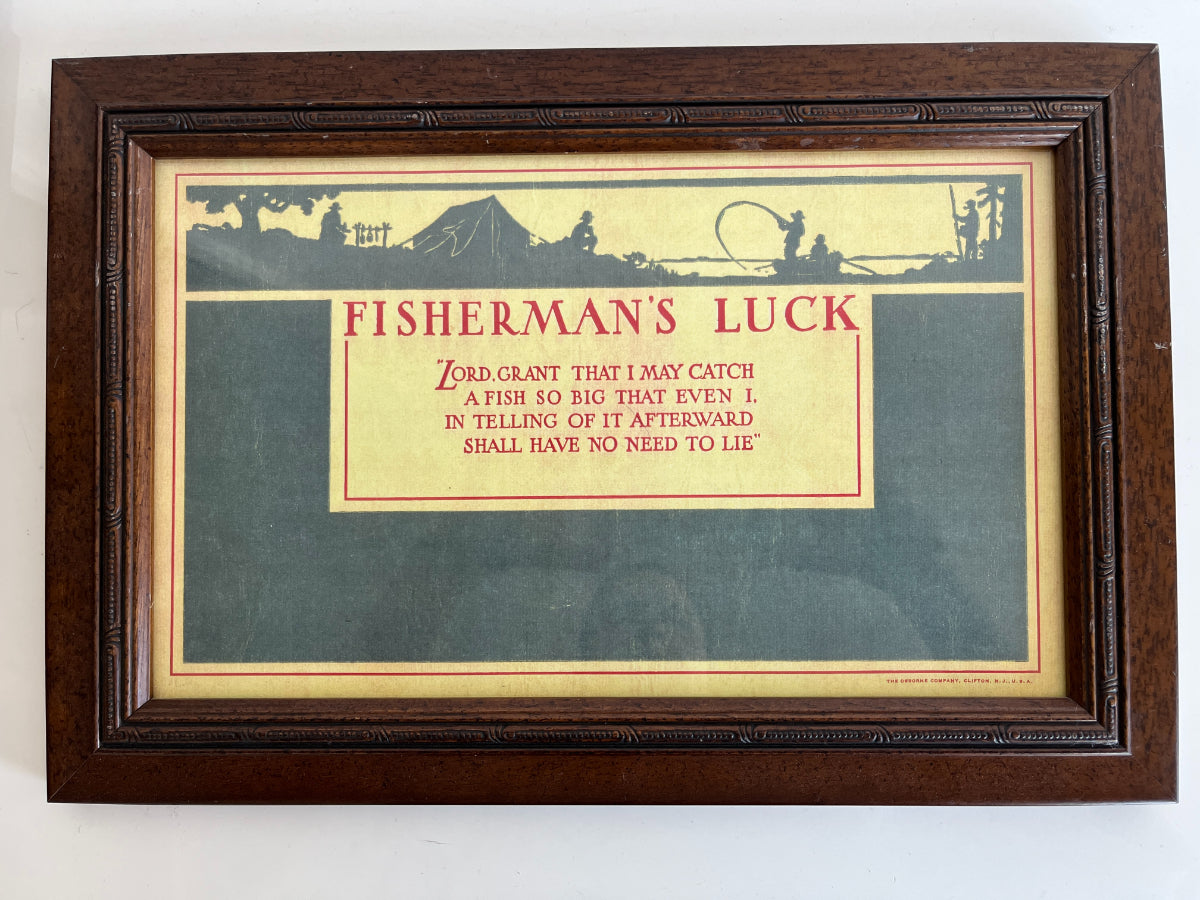 FISHERMAN'S LUCK
"LORD, GRANT THAT I MAY CATCH
A FISH SO BIG THAT EVEN I,
IN TELLING OF IT AFTERWARD
SHALL HAVE NO NEED TO LIE"
THE OSBORNE COMPANY, CLIFTON, N. J., U. S. A.